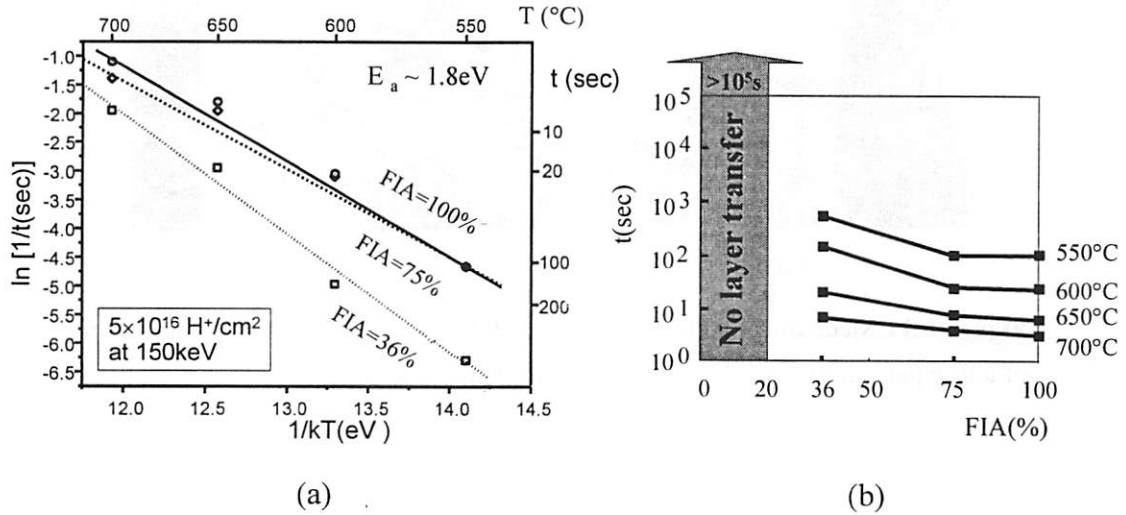 T (°C)
700 650 600 550
-1.0
-1.5
-2.0
-2.5
-3.0
-3.5
-4.0
-4.5
-5.0
-5.5
-6.0
-6.5
ln [1/t(sec)]
E a ~ 1.8eV
t (sec)
10
20
100
200
FIA=100%
FIA=75%
FIA=36%
5×10¹⁶ H⁺/cm²
at 150keV
12.0 12.5 13.0 13.5 14.0 14.5
1/kT(eV )
(a)
>10⁵s
No layer transfer
10⁵
10⁴
10³
10²
10¹
10⁰
t(sec)
550°C
600°C
650°C
700°C
0 20 36 50 75 100
FIA(%)
(b)